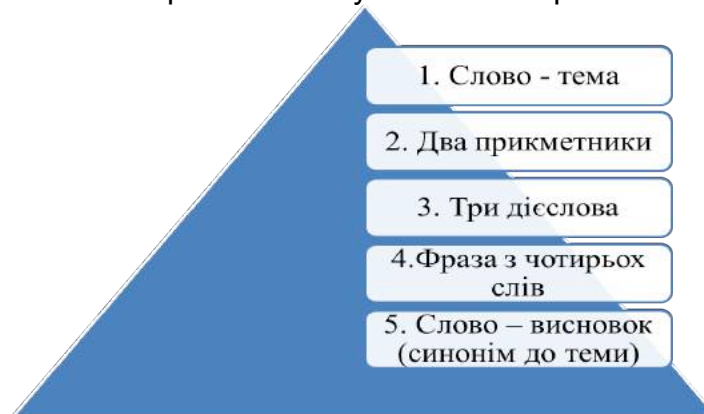 1. Слово - тема
2. Два прикметники
3. Три дієслова
4.Фраза з чотирьох
слів
5. Слово – висновок
(синонім до теми)